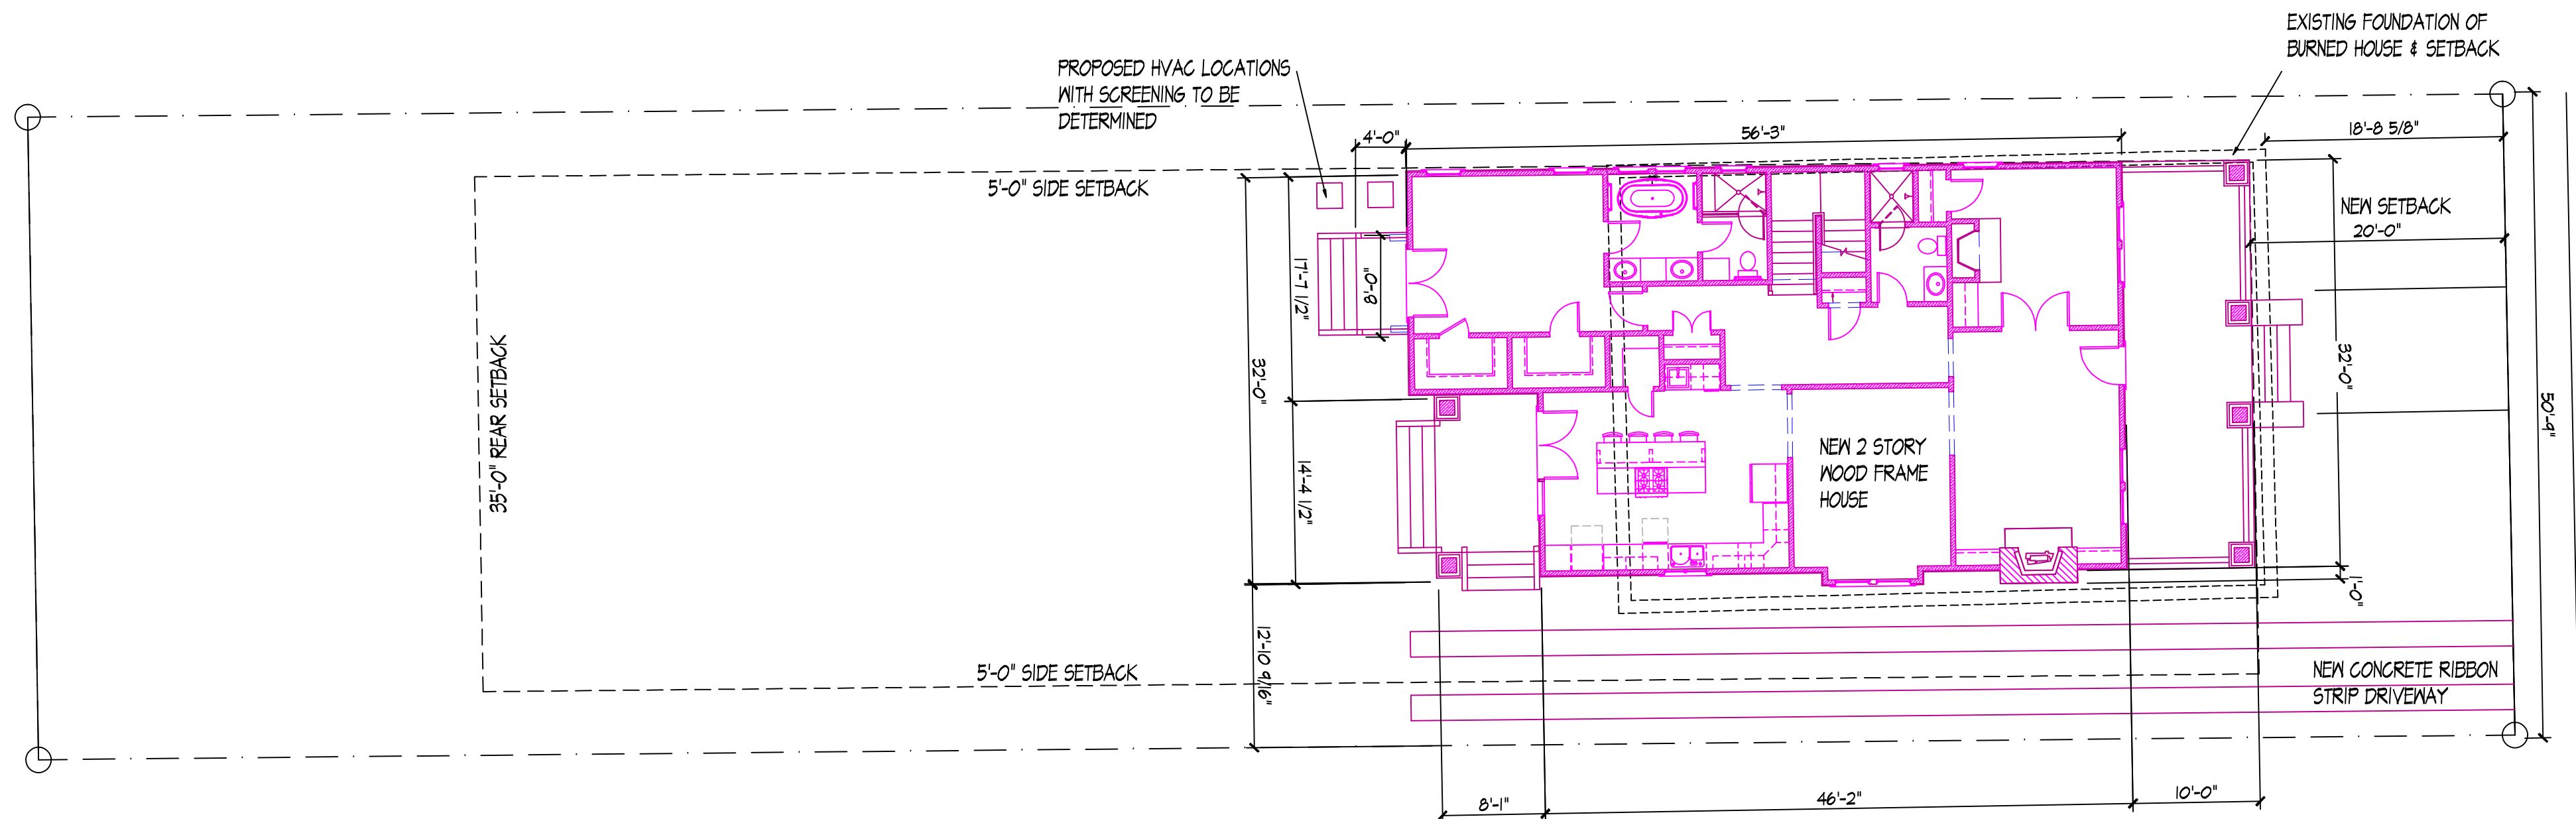 EXISTING FOUNDATION OF
BURNED HOUSE & SETBACK
PROPOSED HVAC LOCATIONS
WITH SCREENING TO BE
DETERMINED
4'-0"
56'-3"
18'-8 5/8"
5'-0" SIDE SETBACK
NEW SETBACK
20'-0"
17'-7 1/2"
8'-0"
32'-0"
32'-0"
35'-0" REAR SETBACK
50'-9"
14'-4 1/2"
NEW 2 STORY
WOOD FRAME
HOUSE
1'-0"
12'-10 9/16"
5'-0" SIDE SETBACK
NEW CONCRETE RIBBON
STRIP DRIVEWAY
8'-1"
46'-2"
10'-0"